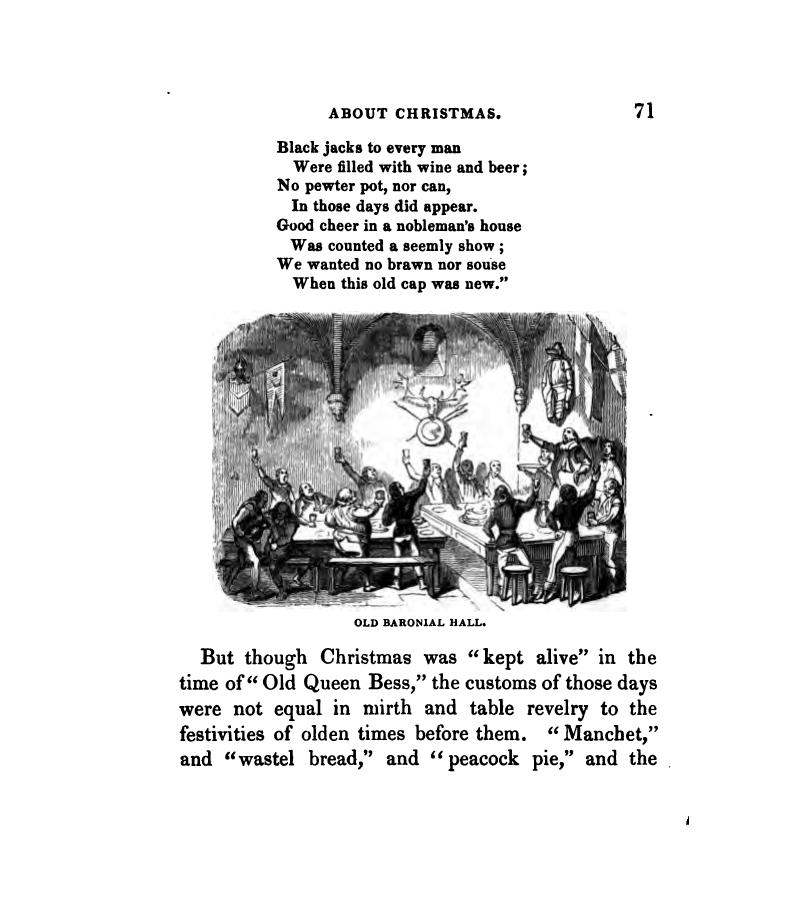 ABOUT CHRISTMAS. 71
Black jacks to every man
Were filled with wine and beer;
No pewter pot, nor can,
In those days did appear.
Good cheer in a nobleman's house
Was counted a seemly show;
We wanted no brawn nor souse
When this old cap was new."
OLD BARONIAL HALL.
But though Christmas was "kept alive" in the
time of "Old Queen Bess," the customs of those days
were not equal in mirth and table revelry to the
festivities of olden times before them. "Manchet,"
and "wastel bread," and "peacock pie," and the